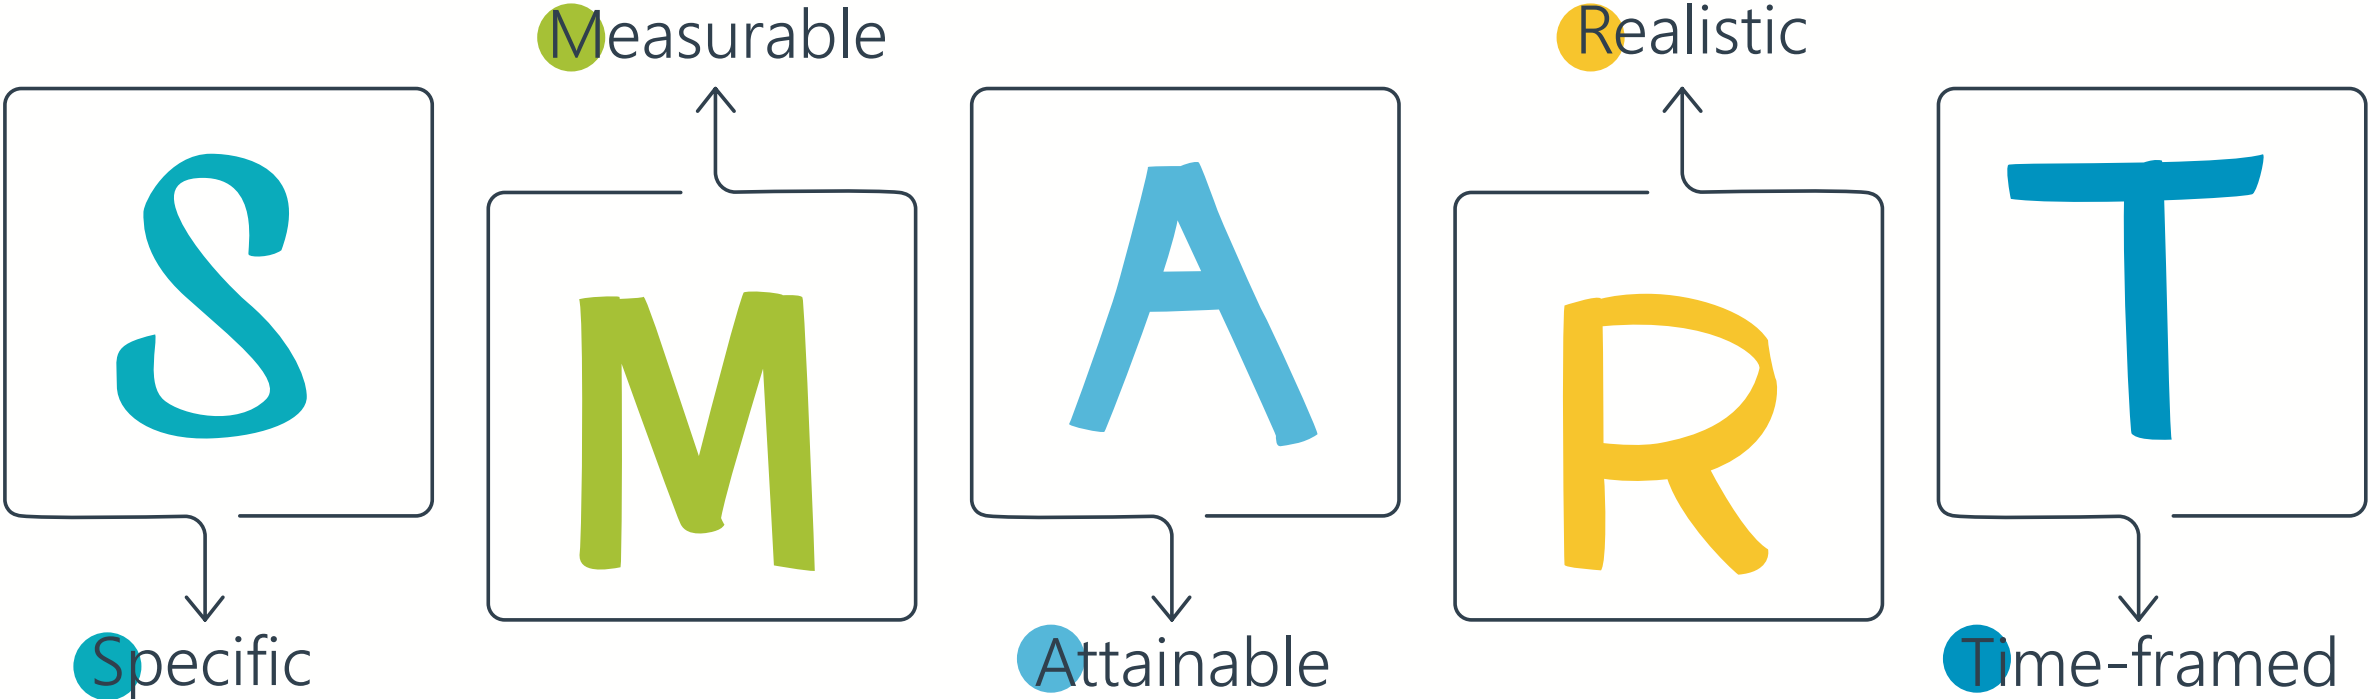 Measurable
Realistic
S
M
A
R
T
Specific
Attainable
Time-framed